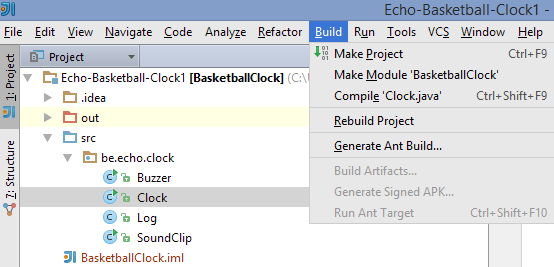 Echo-Basketball-Clock1 -
File Edit View Navigate Code Analyze Refactor Build Run Tools VCS Window H
1: Project
7: Structure
Project
Echo-Basketball-Clock1 [BasketballClock] (C:\
.idea
out
src
be.echo.clock
Buzzer
Clock
Log
SoundClip
BasketballClock.iml
Make Project Ctrl+F9
Make Module 'BasketballClock'
Compile 'Clock.java' Ctrl+Shift+F9
Rebuild Project
Generate Ant Build...
Build Artifacts...
Generate Signed APK...
Run Ant Target Ctrl+Shift+F10